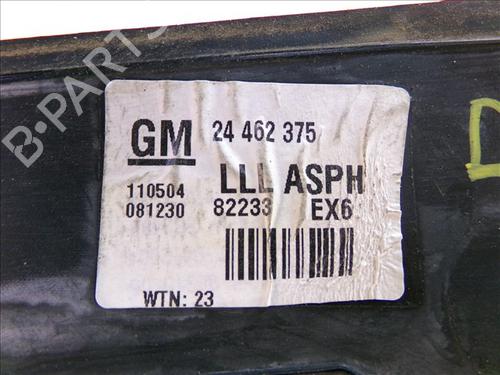 B-PARTS
GM 24 462 375
110504 LLL ASPH
081230 82233 EX6
WTN: 23